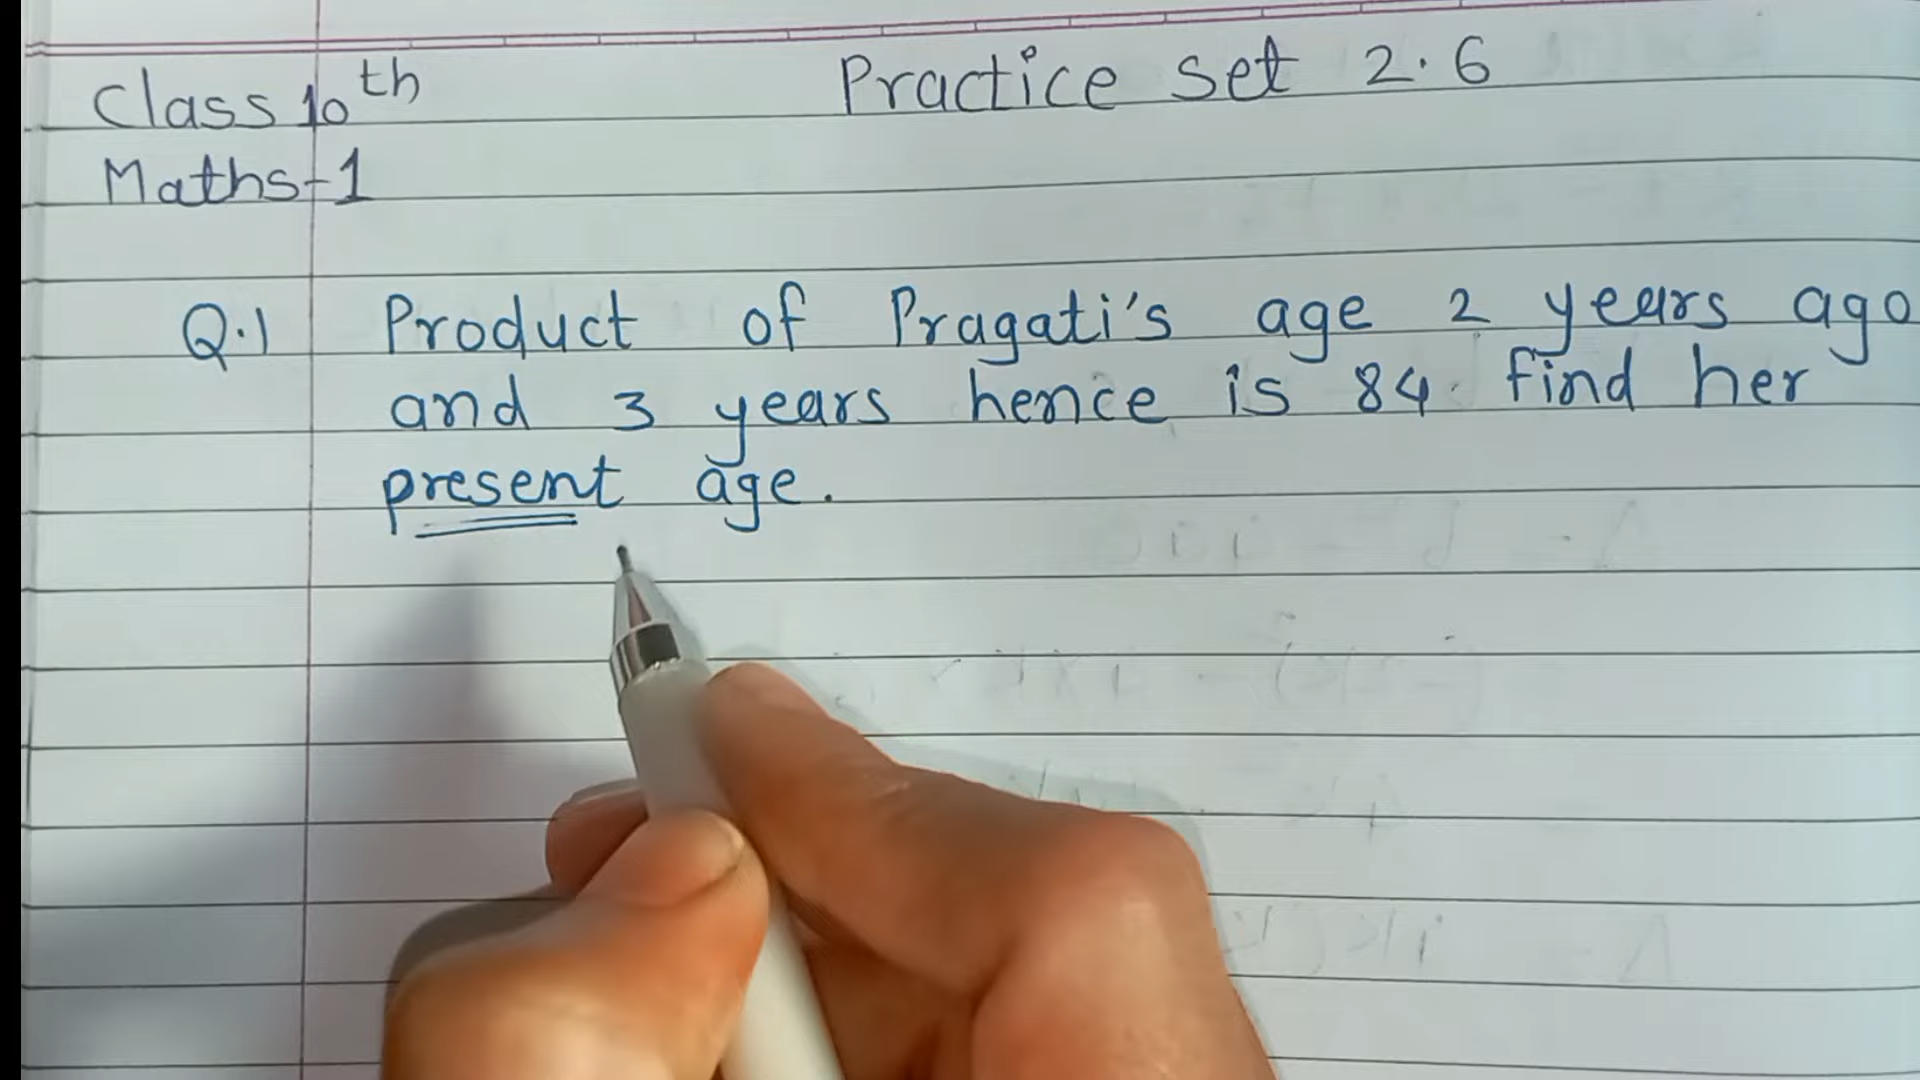 Class 10th
Practice set 2.6
Maths-1
Q.1 Product of Pragati's age 2 years ago
and 3 years hence is 84. find her
present age.